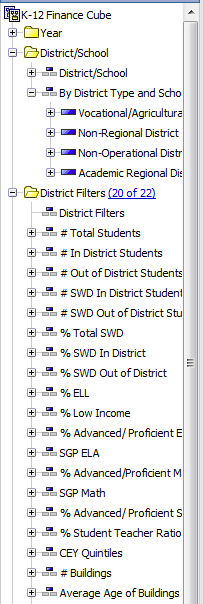 K-12 Finance Cube
Year
District/School
District/School
By District Type and Scho
Vocational/Agricultura
Non-Regional District
Non-Operational Distr
Academic Regional Dis
District Filters (20 of 22)
District Filters
# Total Students
# In District Students
# Out of District Students
# SWD In District Student
# SWD Out of District Stu
% Total SWD
% SWD In District
% SWD Out of District
% ELL
% Low Income
% Advanced/ Proficient E
SGP ELA
% Advanced/Proficient M
SGP Math
% Advanced/ Proficient S
% Student Teacher Ratio
CEY Quintiles
# Buildings
Average Age of Buildings